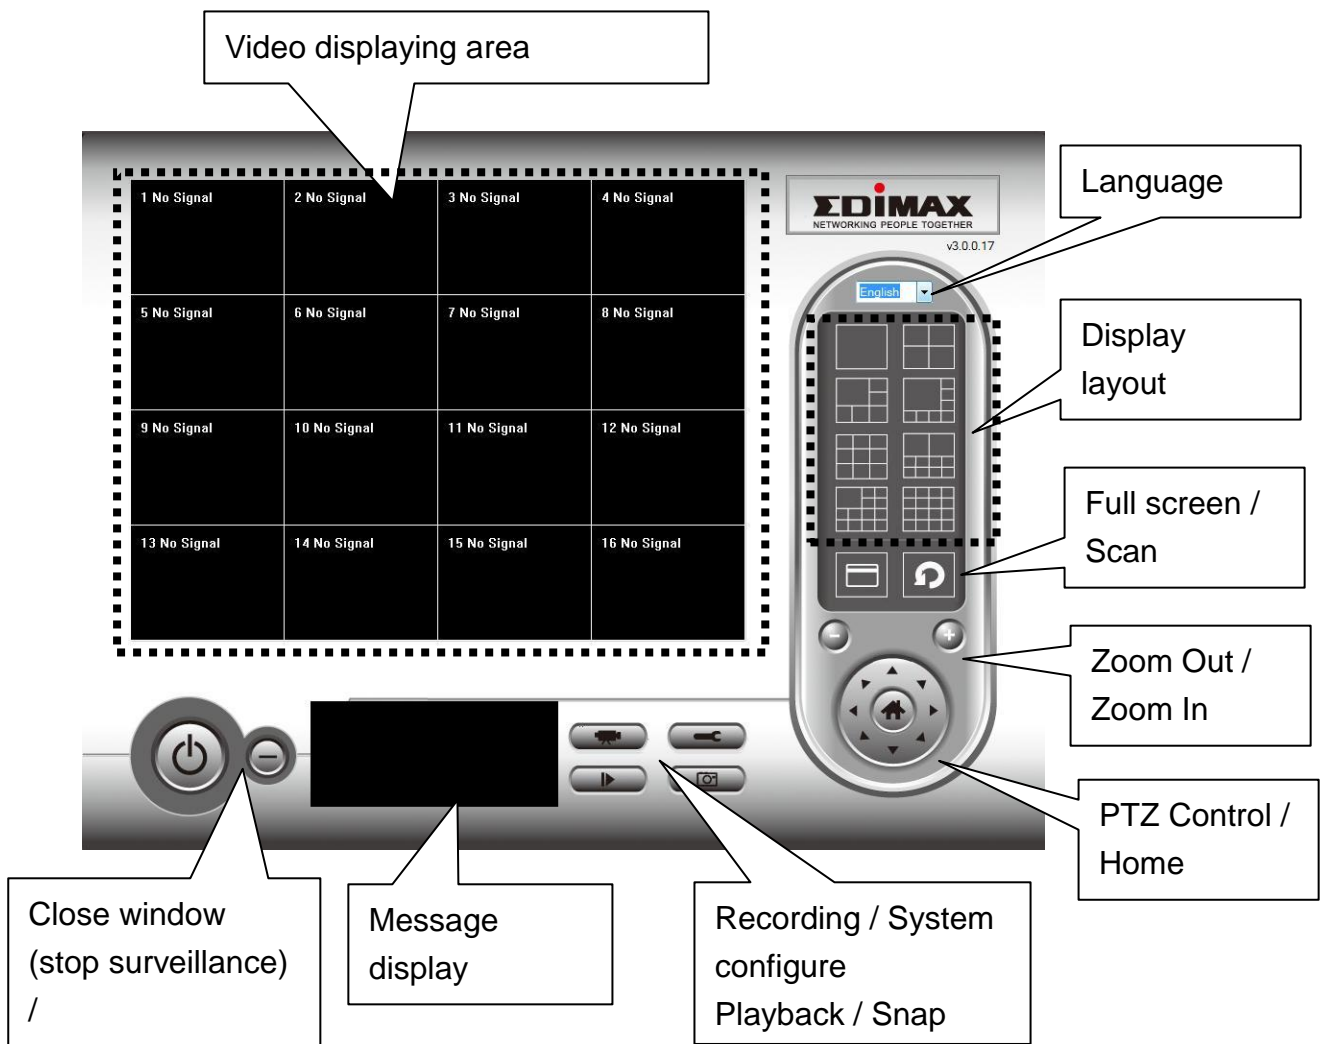 Video displaying area
1 No Signal
2 No Signal
3 No Signal
4 No Signal
5 No Signal
6 No Signal
7 No Signal
8 No Signal
9 No Signal
10 No Signal
11 No Signal
12 No Signal
13 No Signal
14 No Signal
15 No Signal
16 No Signal
EDiMAX
NETWORKING PEOPLE TOGETHER
v3.0.0.17
English
Language
Display
layout
Full screen /
Scan
Zoom Out /
Zoom In
PTZ Control /
Home
Close window
(stop surveillance)
/
Message
display
Recording / System
configure
Playback / Snap